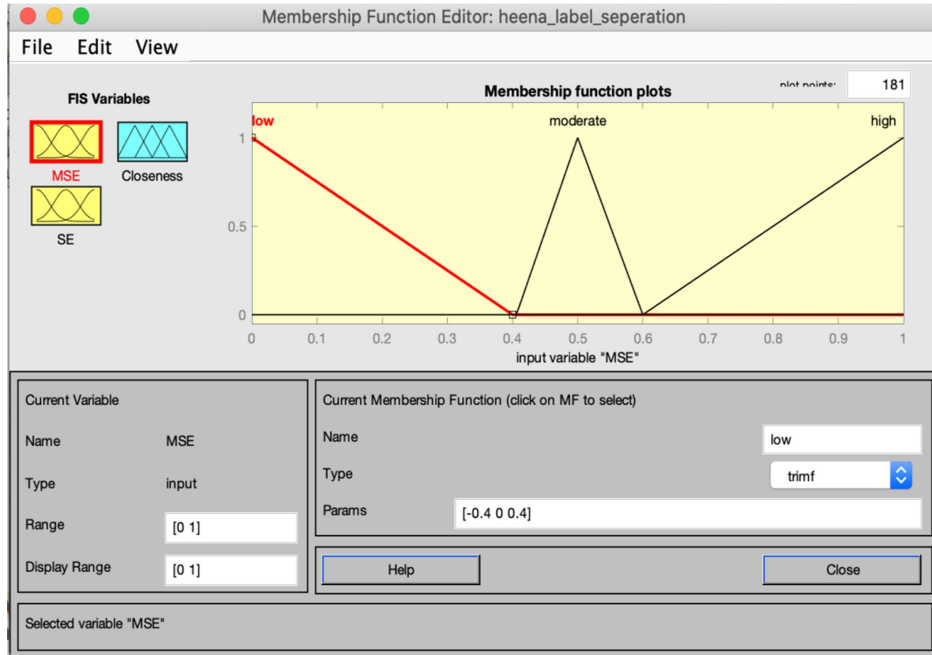 Membership Function Editor: heena_label_seperation
File Edit View
FIS Variables
MSE
Closeness
SE
Membership function plots
plot points:
181
low
moderate
high
1
0.5
0
0 0.1 0.2 0.3 0.4 0.5 0.6 0.7 0.8 0.9 1
input variable "MSE"
Current Variable
Name MSE
Type input
Range [0 1]
Display Range [0 1]
Current Membership Function (click on MF to select)
Name low
Type trimf
Params [-0.4 0 0.4]
Help Close
Selected variable "MSE"